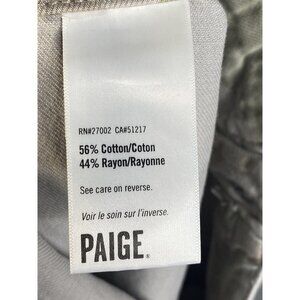 RN#27002 CA#51217
56% Cotton/Coton
44% Rayon/Rayonne
See care on reverse.
Voir le soin sur l'inverse.
PAIGE®